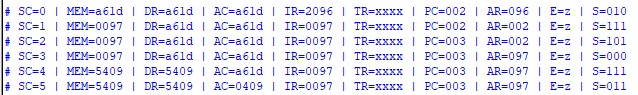 # SC=0 | MEM=a61d | DR=a61d | AC=a61d | IR=2096 | TR=xxxx | PC=002 | AR=096 | E=z | S=010
# SC=1 | MEM=0097 | DR=a61d | AC=a61d | IR=0097 | TR=xxxx | PC=002 | AR=002 | E=z | S=111
# SC=2 | MEM=0097 | DR=a61d | AC=a61d | IR=0097 | TR=xxxx | PC=003 | AR=002 | E=z | S=101
# SC=3 | MEM=0097 | DR=a61d | AC=a61d | IR=0097 | TR=xxxx | PC=003 | AR=097 | E=z | S=000
# SC=4 | MEM=5409 | DR=5409 | AC=a61d | IR=0097 | TR=xxxx | PC=003 | AR=097 | E=z | S=111
# SC=5 | MEM=5409 | DR=5409 | AC=0409 | IR=0097 | TR=xxxx | PC=003 | AR=097 | E=z | S=011